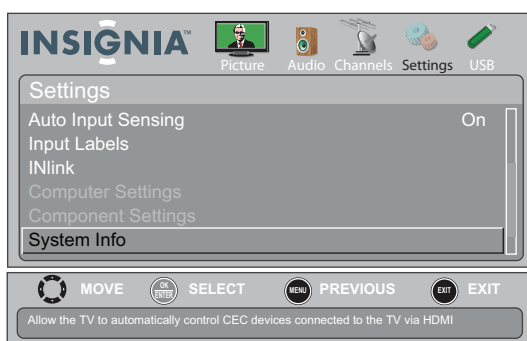 INSIGNIA™
Picture Audio Channels Settings USB
Settings
Auto Input Sensing On
Input Labels
INlink
Computer Settings
Component Settings
System Info
MOVE OK ENTER SELECT MENU PREVIOUS EXIT EXIT
Allow the TV to automatically control CEC devices connected to the TV via HDMI